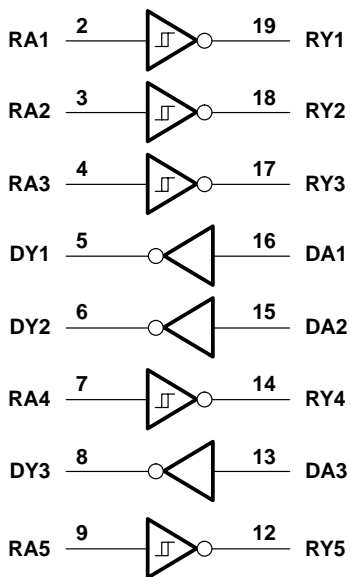 RA1 2 19 RY1
RA2 3 18 RY2
RA3 4 17 RY3
DY1 5 16 DA1
DY2 6 15 DA2
RA4 7 14 RY4
DY3 8 13 DA3
RA5 9 12 RY5